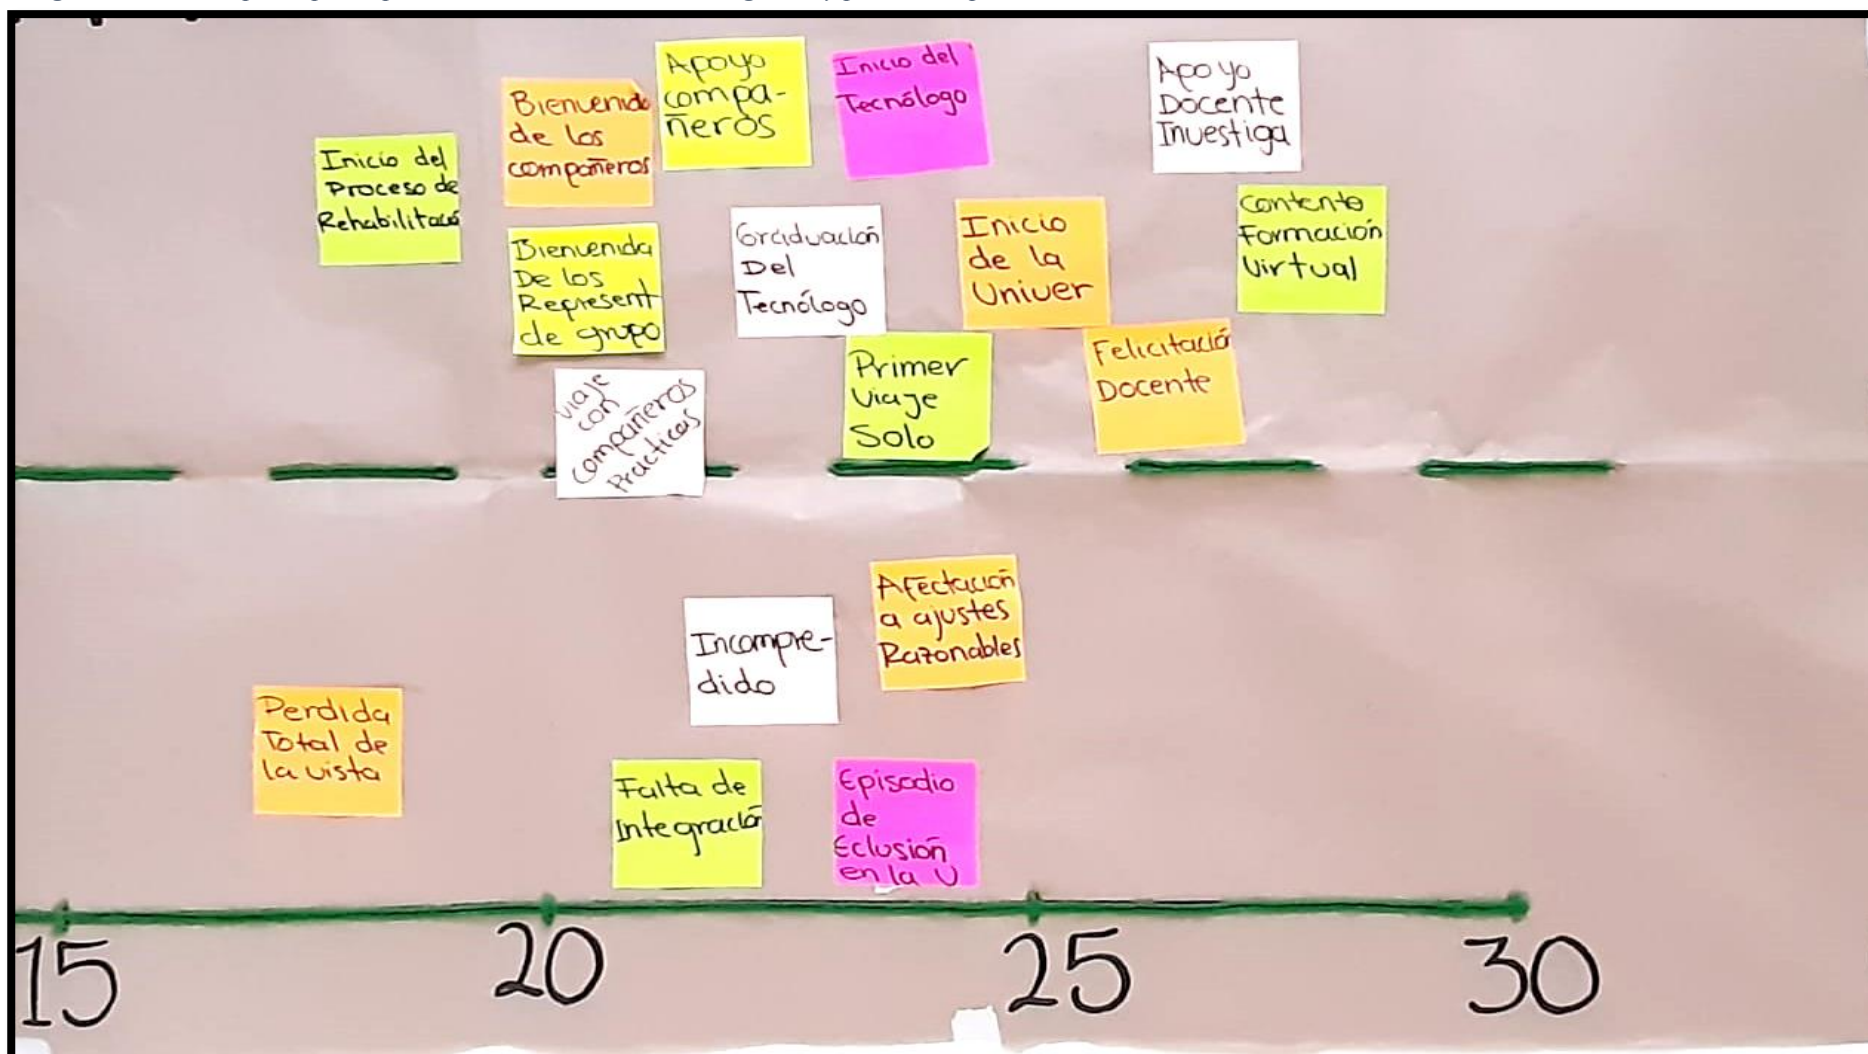 Inicio del
Proceso de
Rehabilitació
Bienvenido
de los
compañeros
Apoyo
compa-
ñeros
Inicio del
Tecnólogo
Apoyo
Docente
Investiga
Bienvenida
De los
Represent
de grupo
Graduación
Del
Tecnólogo
Inicio
de la
Univer
Contento
Formación
Virtual
viaje
con
compañeros
Practicas
Primer
Viaje
Solo
Felicitació
Docente
Perdida
Total de
la vista
Incompre-
dido
Afectación
a ajustes
Razonables
Falta de
Integración
Episodio
de
Eclusión
en la U
15
20
25
30